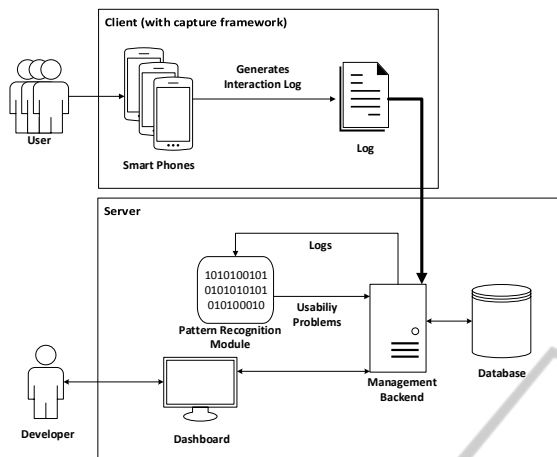 Client (with capture framework)
Generates
Interaction Log
User
Smart Phones
Log
Server
Logs
1010100101
0101010101
010100010
Usabiliy
Problems
Pattern Recognition
Module
Management
Backend
Database
Developer
Dashboard